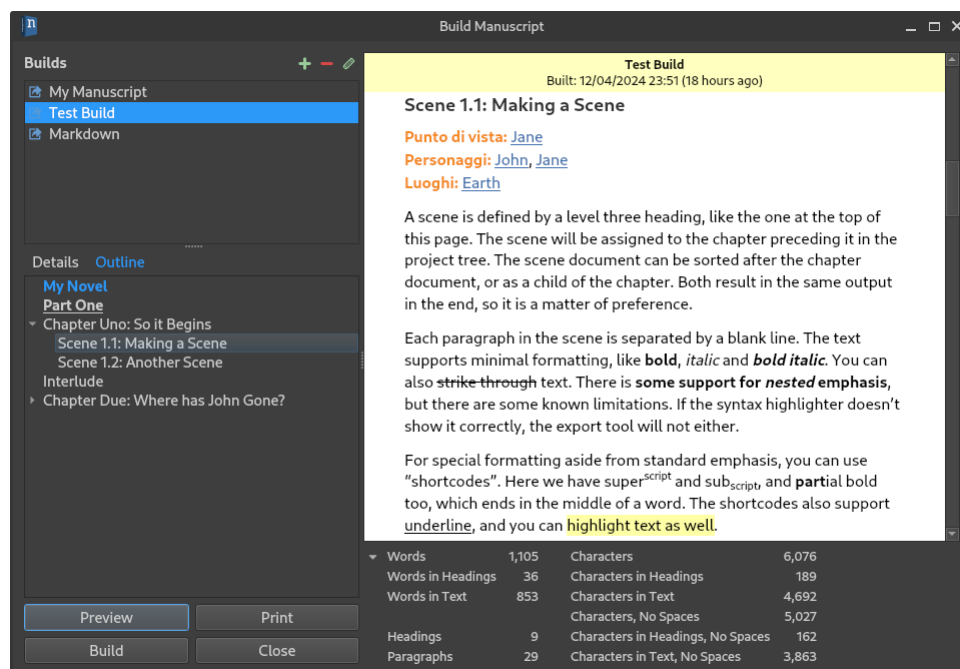 n
Build Manuscript
Builds
My Manuscript
Test Build
Markdown
Details Outline
My Novel
Part One
Chapter Uno: So it Begins
Scene 1.1: Making a Scene
Scene 1.2: Another Scene
Interlude
Chapter Due: Where has John Gone?
Preview Print
Build Close
Test Build
Built: 12/04/2024 23:51 (18 hours ago)
Scene 1.1: Making a Scene
Punto di vista: Jane
Personaggi: John, Jane
Luoghi: Earth
A scene is defined by a level three heading, like the one at the top of
this page. The scene will be assigned to the chapter preceding it in the
project tree. The scene document can be sorted after the chapter
document, or as a child of the chapter. Both result in the same output
in the end, so it is a matter of preference.
Each paragraph in the scene is separated by a blank line. The text
supports minimal formatting, like bold, italic and bold italic. You can
also strike through text. There is some support for nested emphasis,
but there are some known limitations. If the syntax highlighter doesn’t
show it correctly, the export tool will not either.
For special formatting aside from standard emphasis, you can use
”shortcodes”. Here we have superscript and subscript, and partial bold
too, which ends in the middle of a word. The shortcodes also support
underline, and you can highlight text as well.
Words 1,105 Characters 6,076
Words in Headings 36 Characters in Headings 189
Words in Text 853 Characters in Text 4,692
Characters, No Spaces 5,027
Headings 9 Characters in Headings, No Spaces 162
Paragraphs 29 Characters in Text, No Spaces 3,863